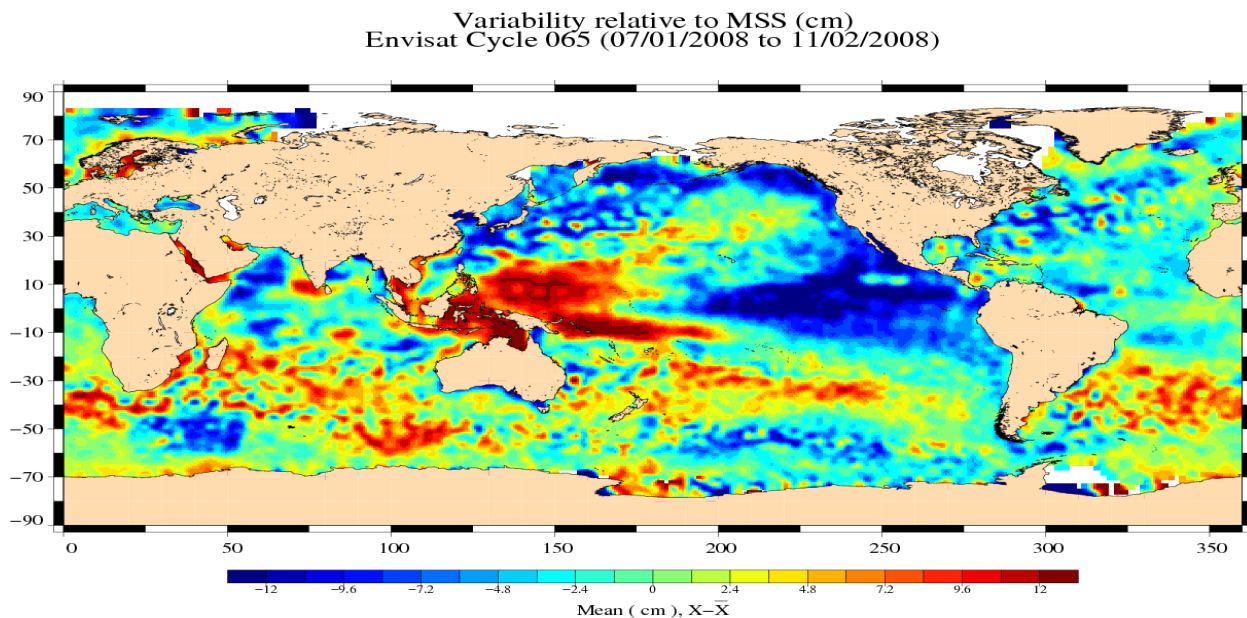 Variability relative to MSS (cm)
Envisat Cycle 065 (07/01/2008 to 11/02/2008)
90
70
50
30
10
−10
−30
−50
−70
−90
0 50 100 150 200 250 300 350
−12 −9.6 −7.2 −4.8 −2.4 0 2.4 4.8 7.2 9.6 12
Mean ( cm ), X−X̅